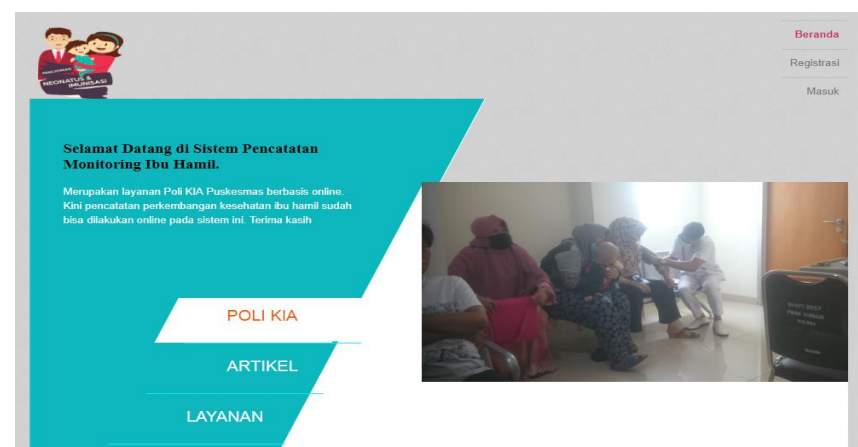 PENCATATAN
NEONATUS &
IMUNISASI
Beranda
Registrasi
Masuk
Selamat Datang di Sistem Pencatatan
Monitoring Ibu Hamil.
Merupakan layanan Poli KIA Puskesmas berbasis online.
Kini pencatatan perkembangan kesehatan ibu hamil sudah
bisa dilakukan online pada sistem ini. Terima kasih
POLI KIA
ARTIKEL
LAYANAN